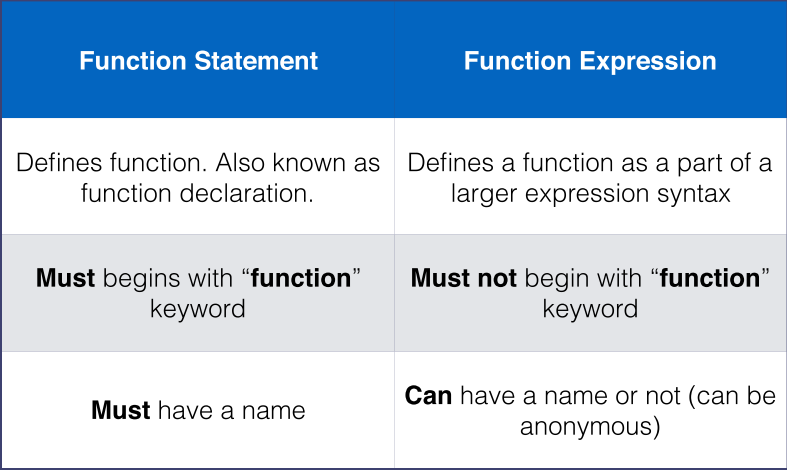 Function Statement
Function Expression
Defines function. Also known as
function declaration.
Defines a function as a part of a
larger expression syntax
Must begins with “function”
keyword
Must not begin with “function”
keyword
Must have a name
Can have a name or not (can be
anonymous)